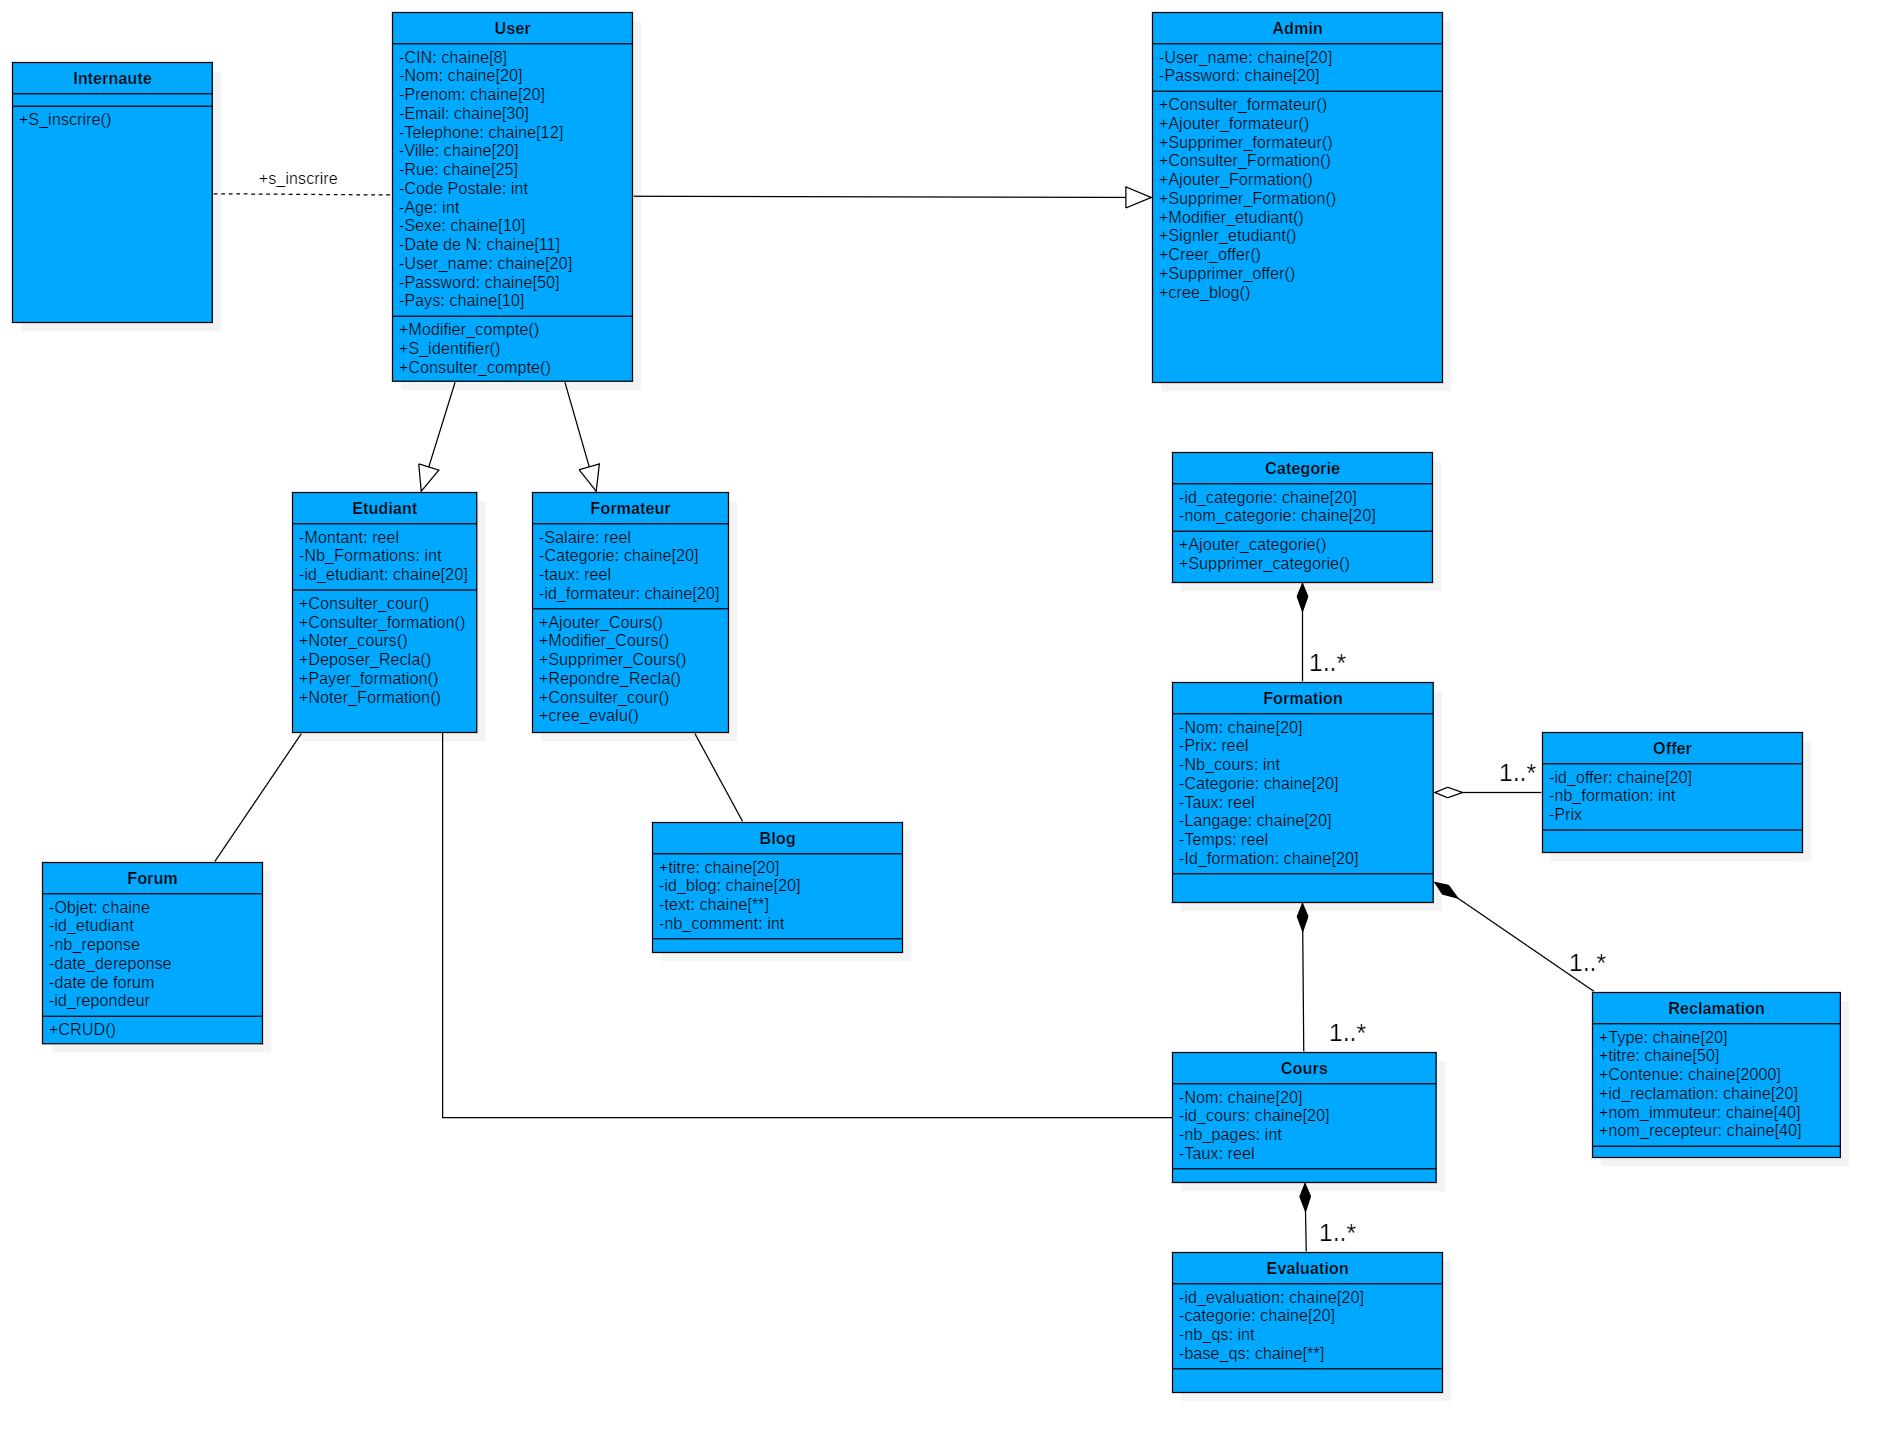 User
-CIN: chaine[8]
-Nom: chaine[20]
-Prenom: chaine[20]
-Email: chaine[30]
-Telephone: chaine[12]
-Ville: chaine[20]
-Rue: chaine[25]
-Code Postale: int
-Age: int
-Sexe: chaine[10]
-Date de N: chaine[11]
-User_name: chaine[20]
-Password: chaine[50]
-Pays: chaine[10]
+Modifier_compte()
+S_identifier()
+Consulter_compte()
Admin
-User_name: chaine[20]
-Password: chaine[20]
+Consulter_formateur()
+Ajouter_formateur()
+Supprimer_formateur()
+Consulter_Formation()
+Ajouter_Formation()
+Supprimer_Formation()
+Modifier_etudiant()
+Signler_etudiant()
+Creer_offer()
+Supprimer_offer()
+cree_blog()
Internaute
+S_inscrire()
+s_inscrire
Etudiant
-Montant: reel
-Nb_Formations: int
-id_etudiant: chaine[20]
+Consulter_cour()
+Consulter_formation()
+Noter_cours()
+Deposer_Recla()
+Payer_formation()
+Noter_Formation()
Formateur
-Salaire: reel
-Categorie: chaine[20]
-taux: reel
-id_formateur: chaine[20]
+Ajouter_Cours()
+Modifier_Cours()
+Supprimer_Cours()
+Repondre_Recla()
+Consulter_cour()
+cree_evalu()
Categorie
-id_categorie: chaine[20]
-nom_categorie: chaine[20]
+Ajouter_categorie()
+Supprimer_categorie()
1..*
Formation
-Nom: chaine[20]
-Prix: reel
-Nb_cours: int
-Categorie: chaine[20]
-Taux: reel
-Langage: chaine[20]
-Temps: reel
-Id_formation: chaine[20]
1..*
Offer
-id_offer: chaine[20]
-nb_formation: int
-Prix
Forum
-Objet: chaine
-id_etudiant
-nb_reponse
-date_dereponse
-date de forum
-id_repondeur
+CRUD()
Blog
+titre: chaine[20]
-id_blog: chaine[20]
-text: chaine[**]
-nb_comment: int
1..*
Reclamation
+Type: chaine[20]
+titre: chaine[50]
+Contenue: chaine[2000]
+id_reclamation: chaine[20]
+nom_immuteur: chaine[40]
+nom_recepteur: chaine[40]
1..*
Cours
-Nom: chaine[20]
-id_cours: chaine[20]
-nb_pages: int
-Taux: reel
1..*
Evaluation
-id_evaluation: chaine[20]
-categorie: chaine[20]
-nb_qs: int
-base_qs: chaine[**]